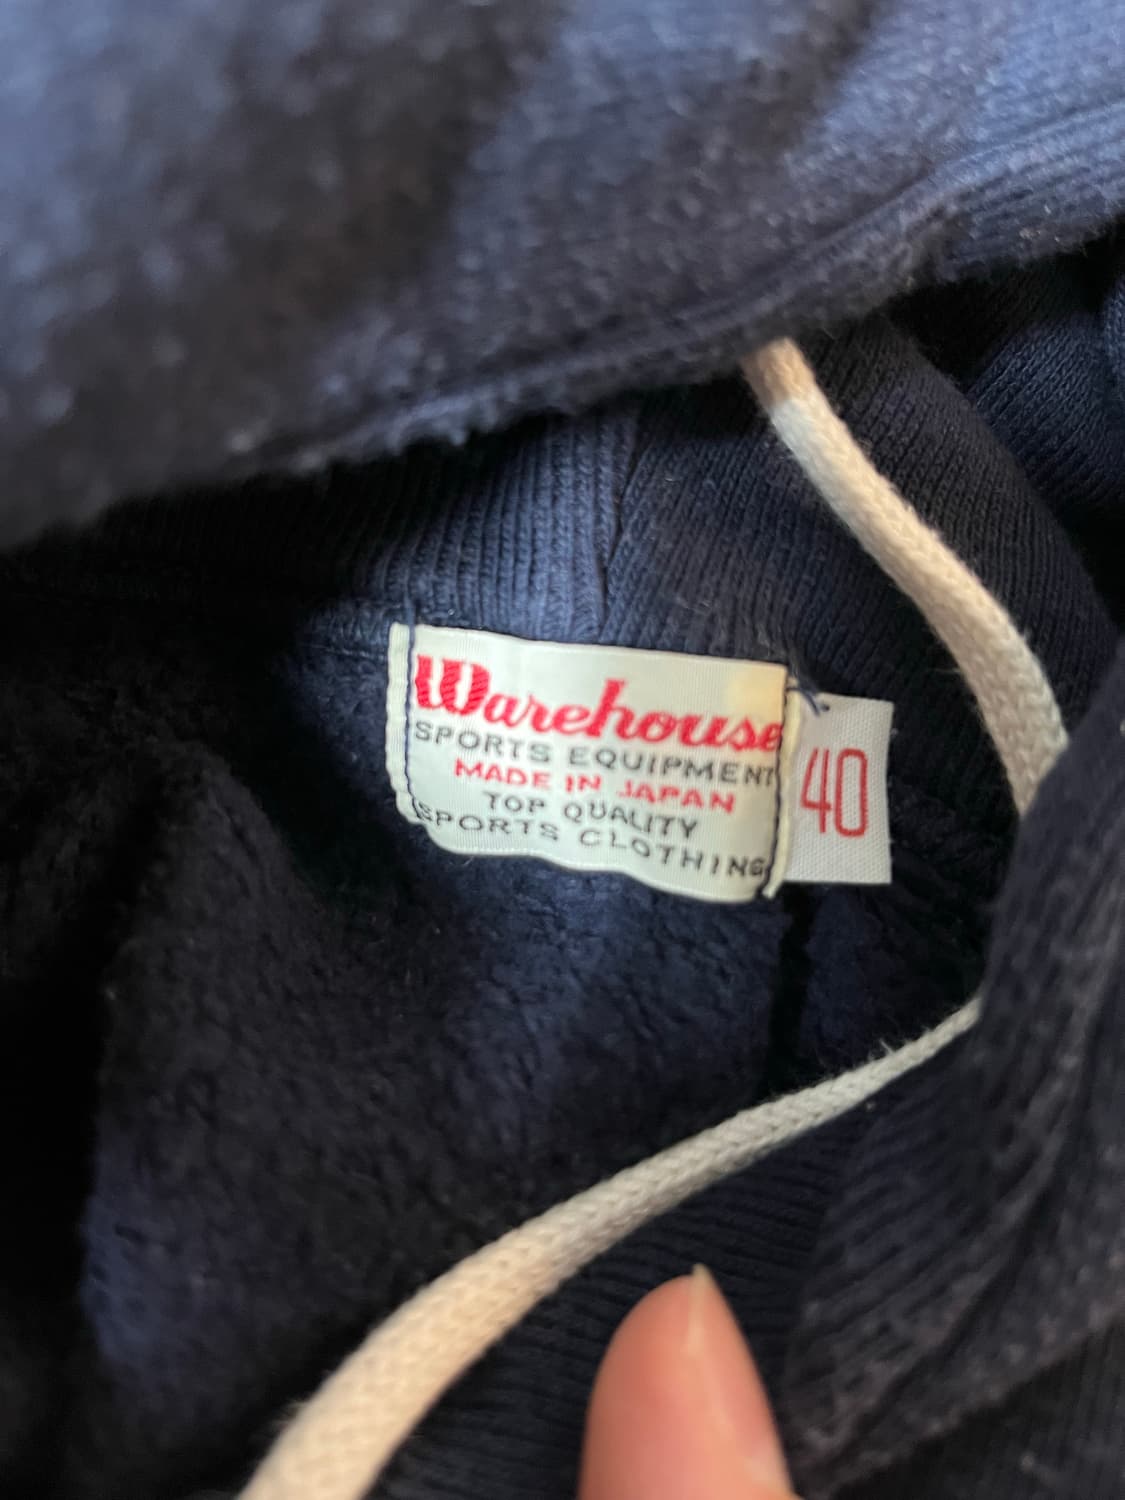 Warehouse
SPORTS EQUIPMENT
MADE IN JAPAN
TOP QUALITY
SPORTS CLOTHING
40